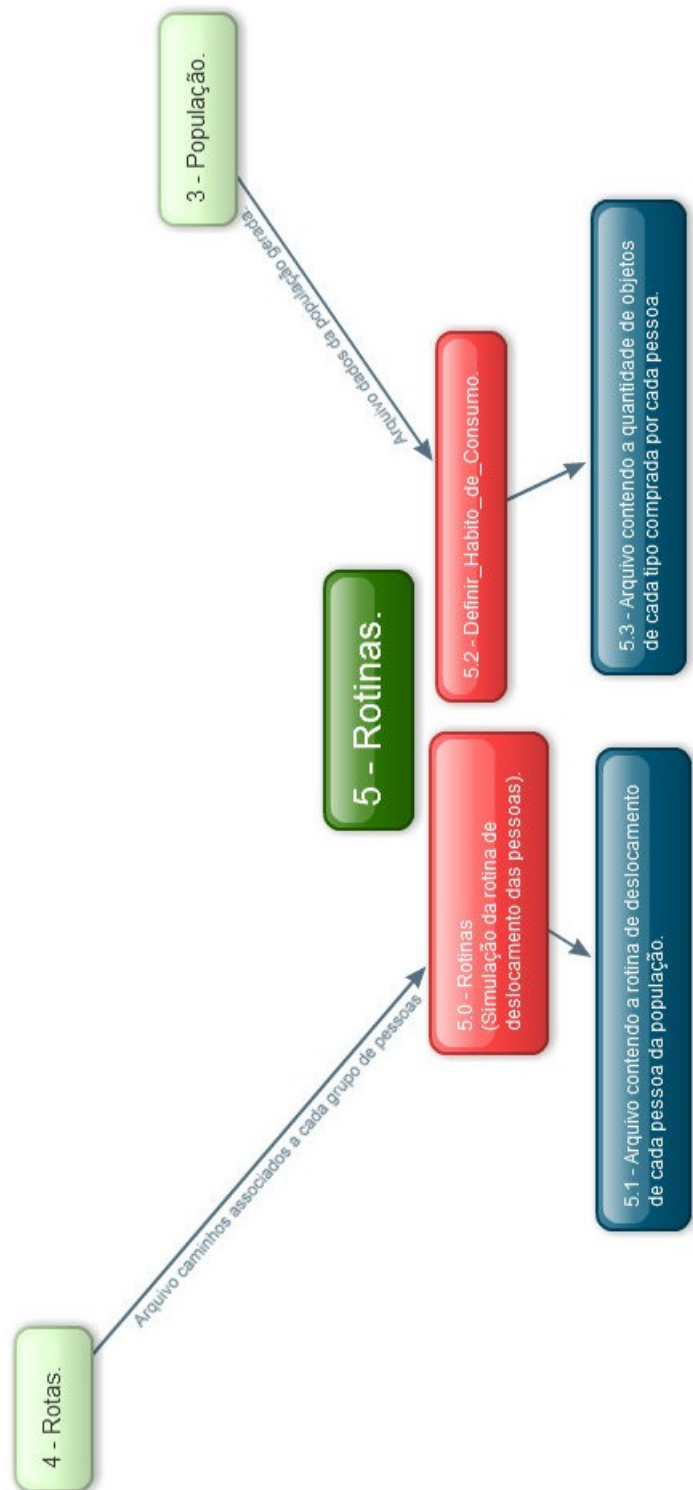 4 - Rotas.
3 - População.
Arquivo caminhos associados a cada grupo de pessoas
Arquivo dados da população gerada.
5 - Rotinas.
5.0 - Rotinas
(Simulação da rotina de
deslocamento das pessoas).
5.2 - Definir_Habito_de_Consumo.
5.1 - Arquivo contendo a rotina de deslocamento
de cada pessoa da população.
5.3 - Arquivo contendo a quantidade de objetos
de cada tipo comprada por cada pessoa.